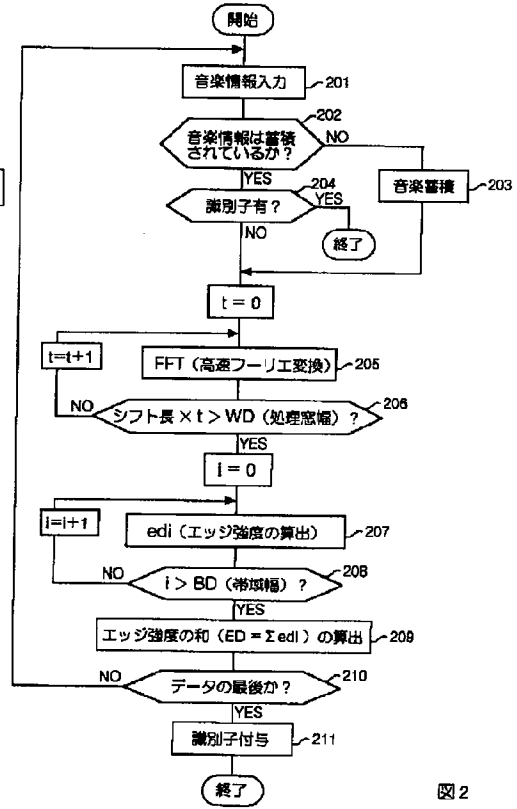 開始
音楽情報入力 201
202
音楽情報は蓄積
されているか？
NO
YES
音楽蓄積 203
204
識別子有？
YES
NO
終了
t = 0
t=t+1
FFT（高速フーリエ変換） 205
206
シフト長 × t > WD（処理窓幅）？
NO
YES
i = 0
i=i+1
edi（エッジ強度の算出） 207
208
i > BD（帯域幅）？
NO
YES
エッジ強度の和（ED = Σedi）の算出 209
210
データの最後か？
NO
YES
識別子付与 211
終了
図2